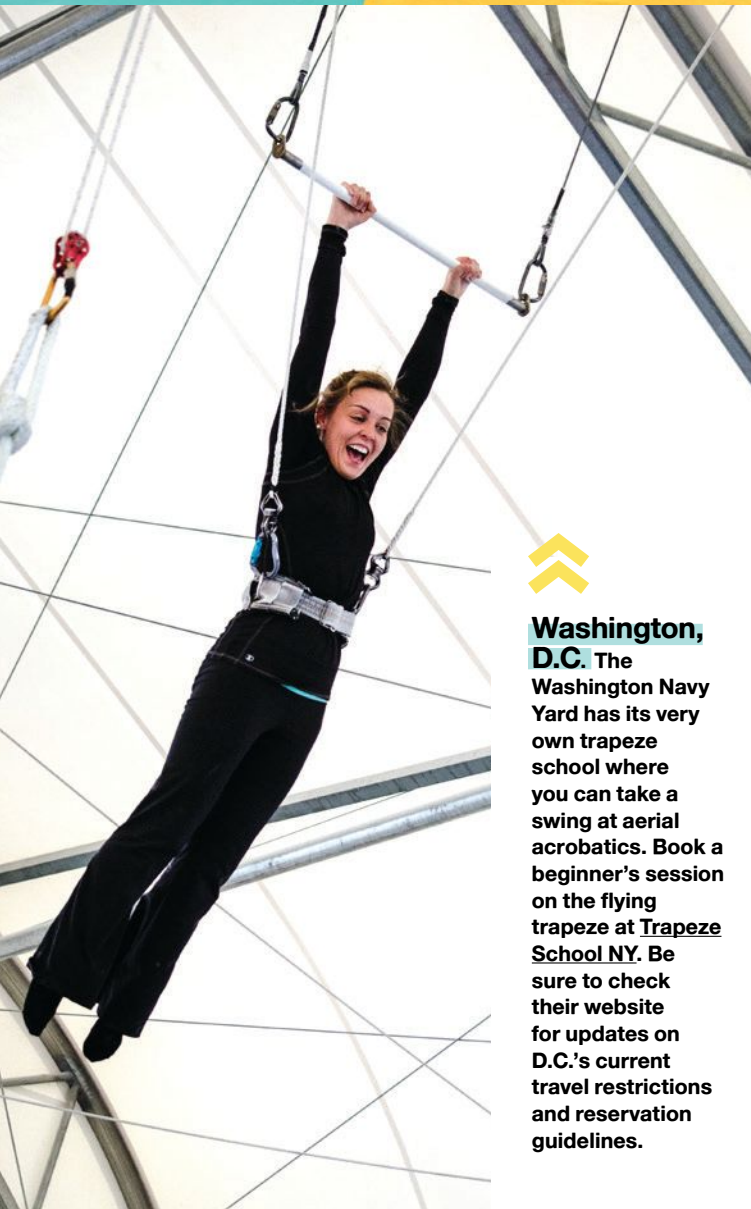 Washington,
D.C. The
Washington Navy
Yard has its very
own trapeze
school where
you can take a
swing at aerial
acrobatics. Book a
beginner’s session
on the flying
trapeze at Trapeze
School NY. Be
sure to check
their website
for updates on
D.C.’s current
travel restrictions
and reservation
guidelines.